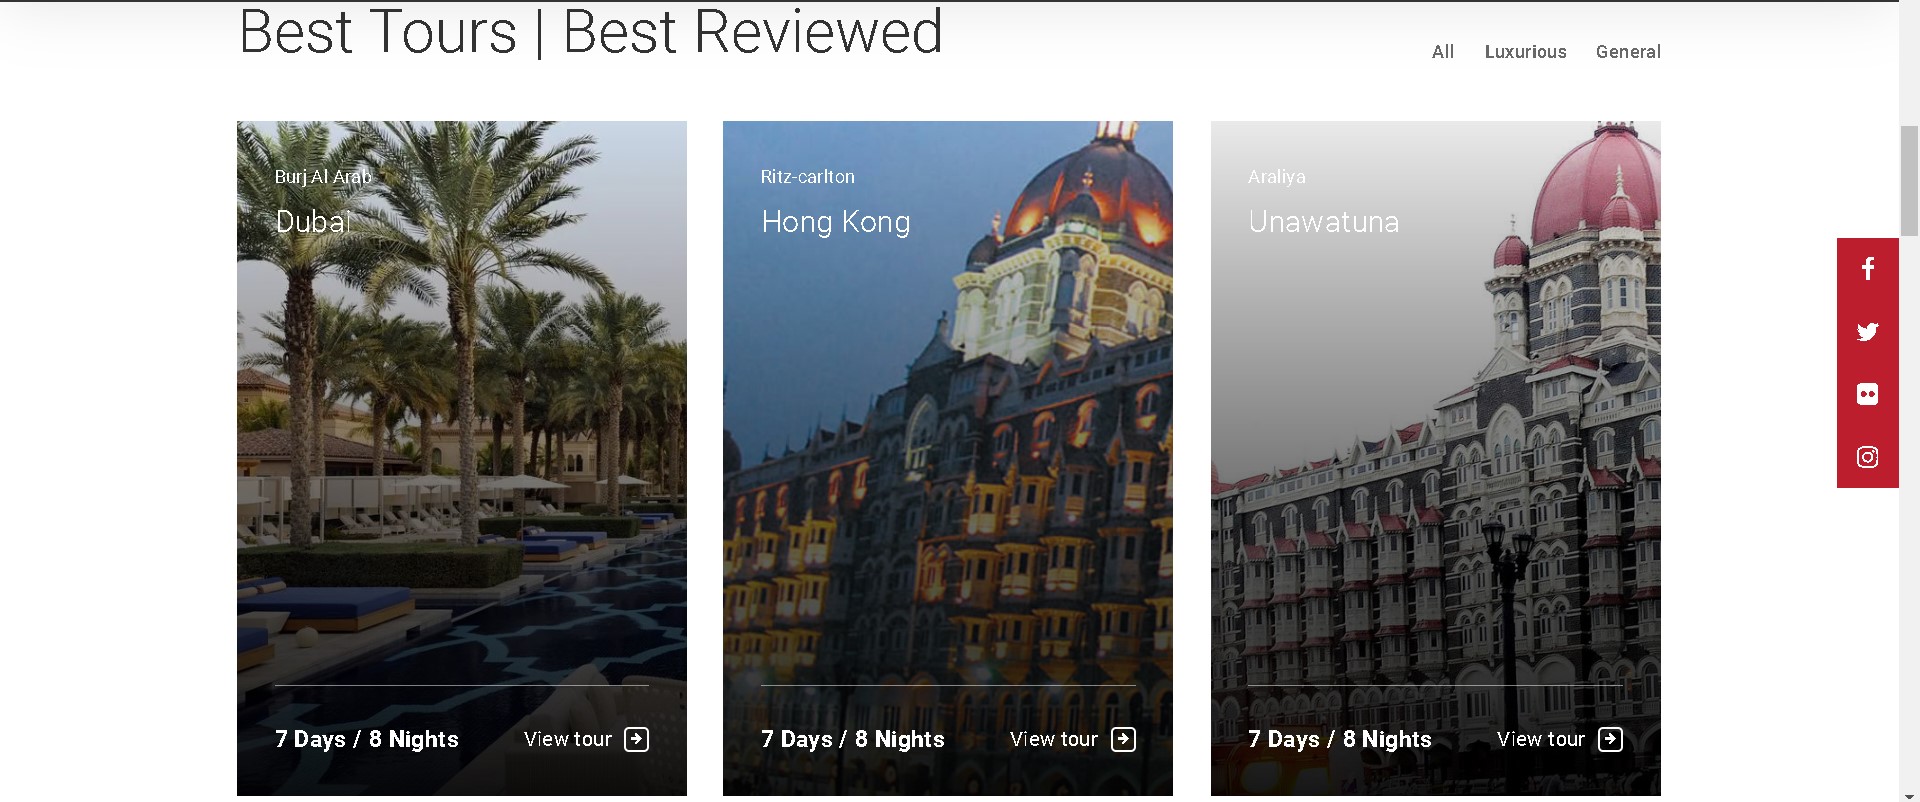 Best Tours | Best Reviewed
All Luxurious General
Burj Al Arab
Dubai
7 Days / 8 Nights View tour
Ritz-carlton
Hong Kong
7 Days / 8 Nights View tour
Araliya
Unawatuna
7 Days / 8 Nights View tour